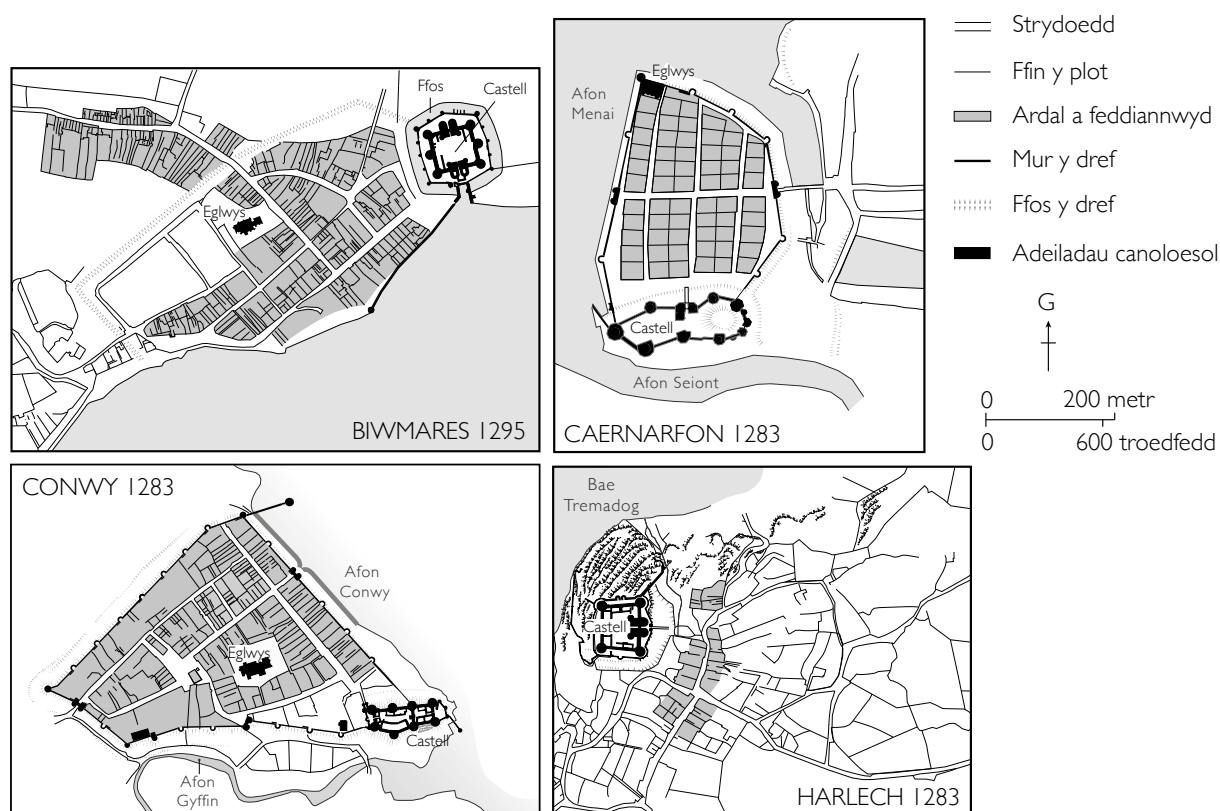 Ffos
Castell
Eglwys
BIWMARES 1295
Eglwys
Afon
Menai
Castell
Afon Seiont
CAERNARFON 1283
Strydoedd
Ffin y plot
Ardal a feddiannwyd
Mur y dref
Ffos y dref
Adeiladau canoloesol
G
0 200 metr
0 600 troedfedd
CONWY 1283
Afon
Conwy
Eglwys
Castell
Afon
Gyffin
Bae
Tremadog
Castell
HARLECH 1283